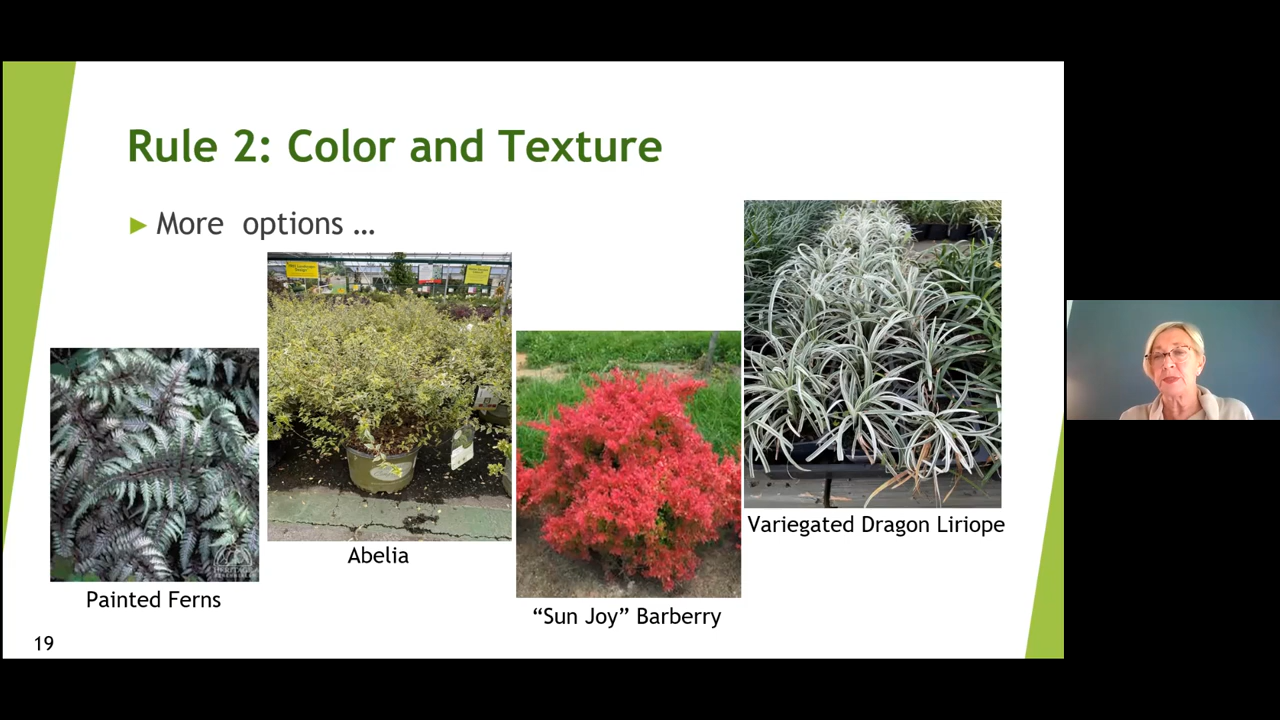 Rule 2: Color and Texture
► More options …
Painted Ferns
Abelia
“Sun Joy” Barberry
Variegated Dragon Liriope
19